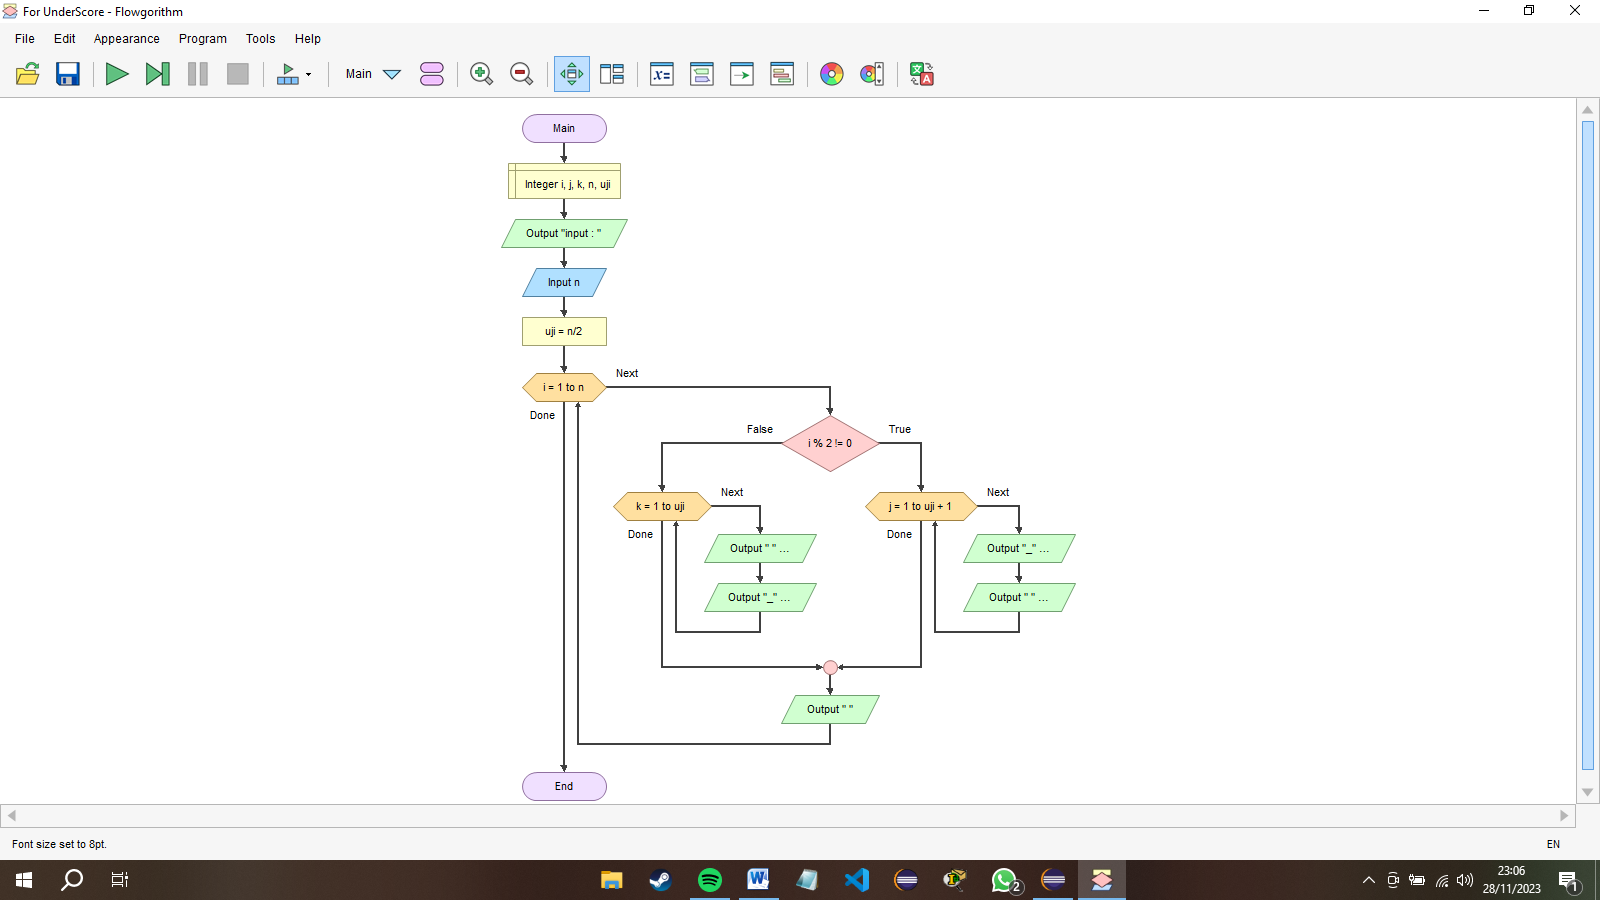 For UnderScore - Flowgorithm
File Edit Appearance Program Tools Help
Main
Main
Integer i, j, k, n, uji
Output "input : "
Input n
uji = n/2
i = 1 to n
Next
Done
i % 2 != 0
False
True
k = 1 to uji
Next
Done
Output " " ...
Output "_" ...
j = 1 to uji + 1
Next
Done
Output "_" ...
Output " " ...
Output " "
End
Font size set to 8pt.
EN
2
23:06
28/11/2023
1